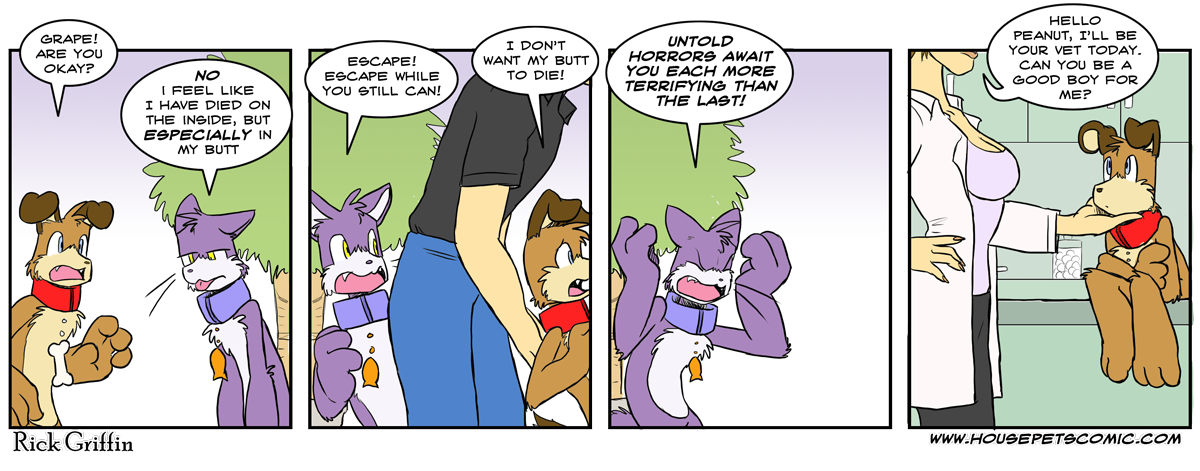 GRAPE!
ARE YOU
OKAY?
NO
I FEEL LIKE
I HAVE DIED ON
THE INSIDE, BUT
ESPECIALLY IN
MY BUTT
ESCAPE!
ESCAPE WHILE
YOU STILL CAN!
I DON'T
WANT MY BUTT
TO DIE!
UNTOLD
HORRORS AWAIT
YOU EACH MORE
TERRIFYING THAN
THE LAST!
HELLO
PEANUT, I'LL BE
YOUR VET TODAY.
CAN YOU BE A
GOOD BOY FOR
ME?
Rick Griffin
WWW.HOUSEPETSCOMIC.COM